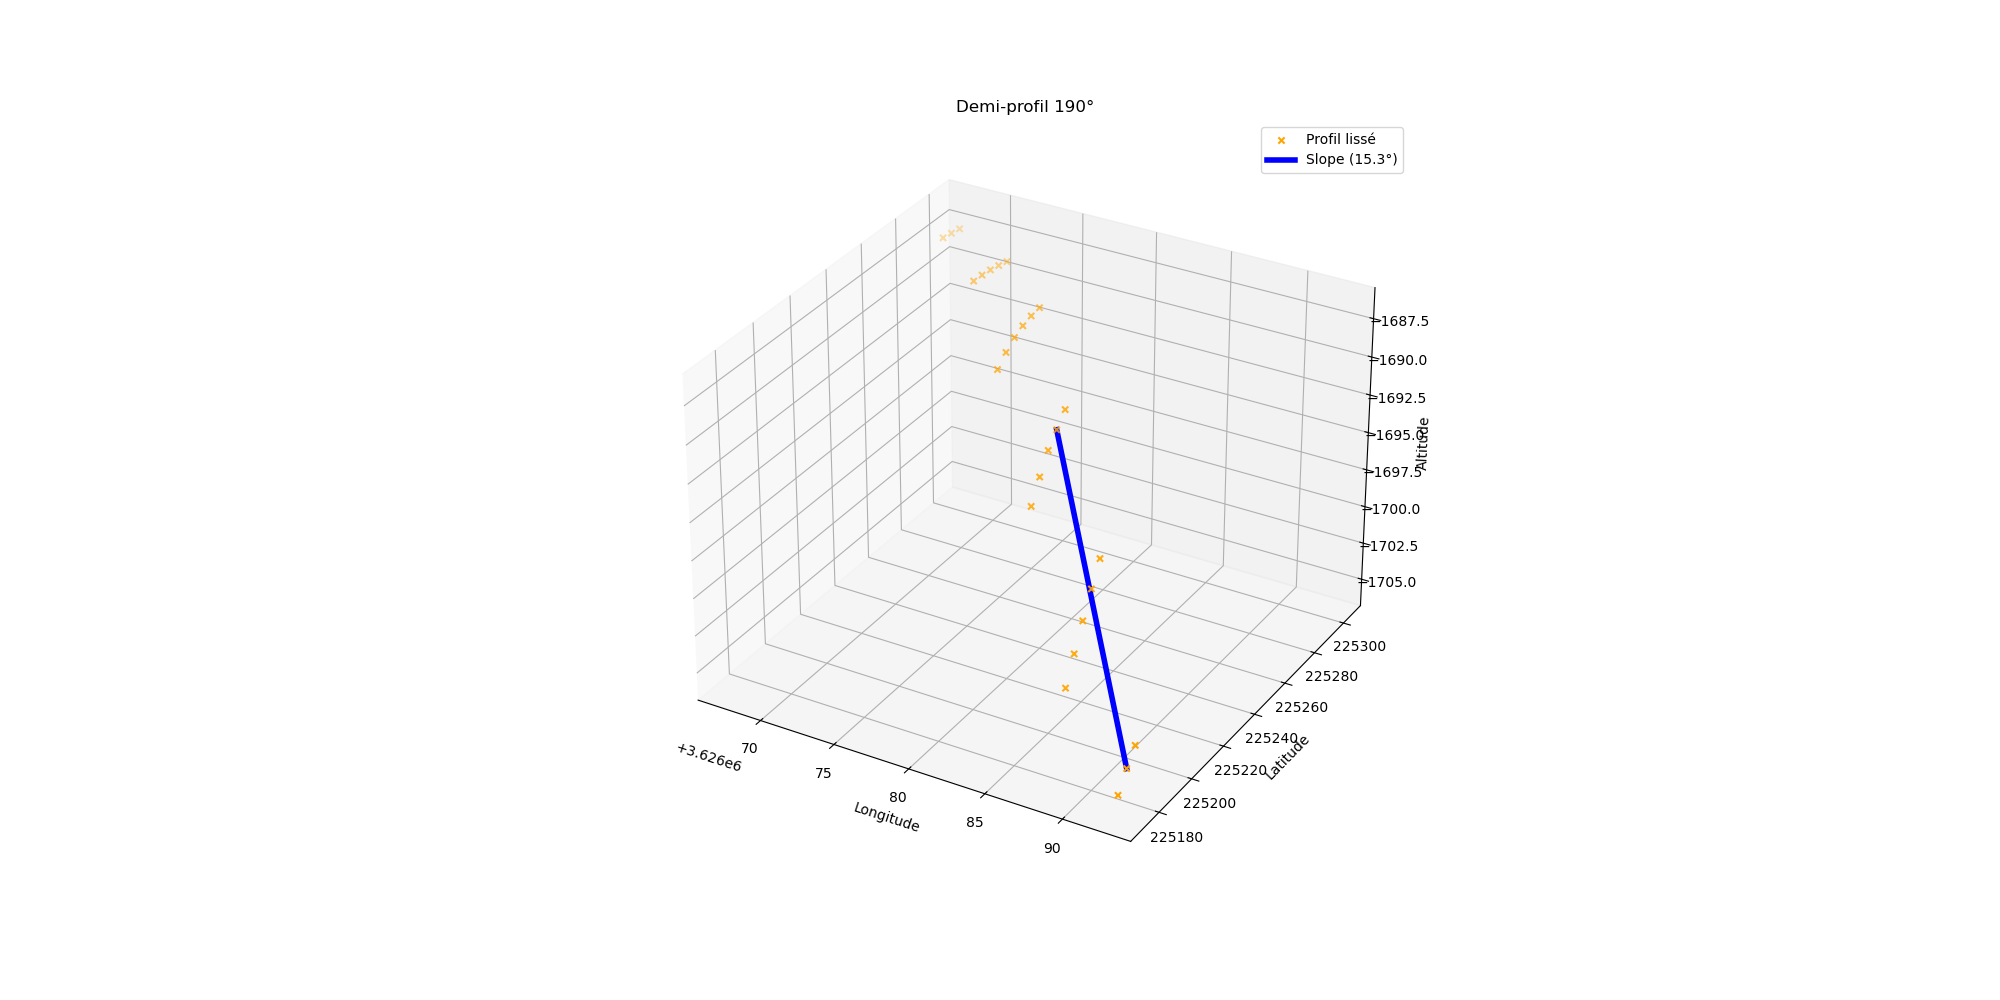 Demi-profil 190°
Profil lissé
Slope (15.3°)
−1687.5
−1690.0
−1692.5
−1695.0
−1697.5
−1700.0
−1702.5
−1705.0
Altitude
225300
225280
225260
225240
225220
225200
225180
Latitude
70
75
80
85
90
+3.626e6
Longitude